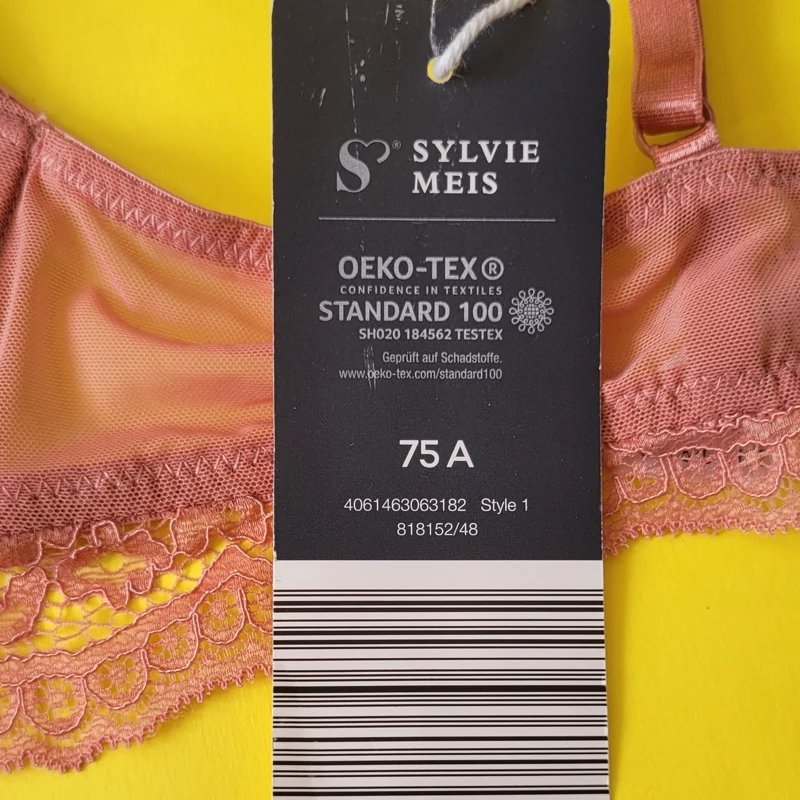 S® SYLVIE
MEIS
OEKO-TEX®
CONFIDENCE IN TEXTILES
STANDARD 100
SH020 184562 TESTEX
Geprüft auf Schadstoffe.
www.oeko-tex.com/standard100
75 A
4061463063182 Style 1
818152/48